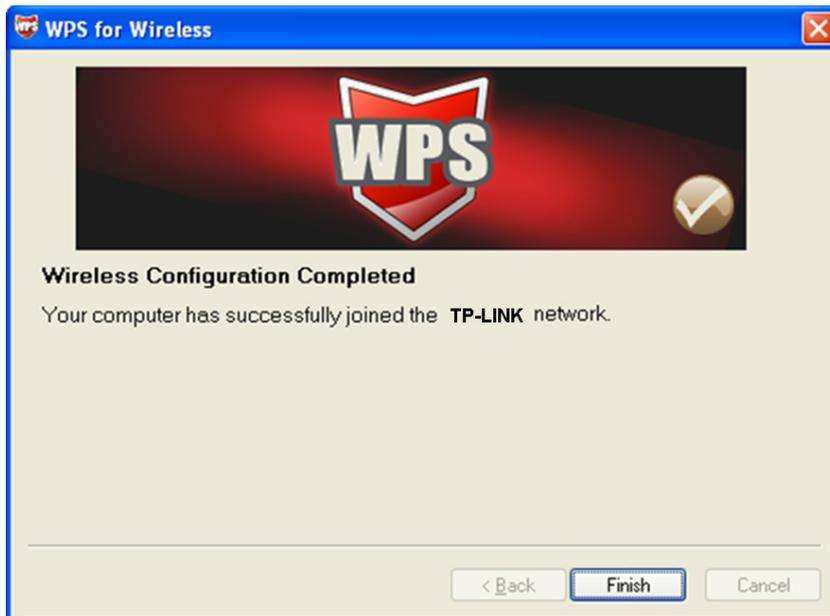 WPS for Wireless
WPS
Wireless Configuration Completed
Your computer has successfully joined the TP-LINK network.
< Back Finish Cancel